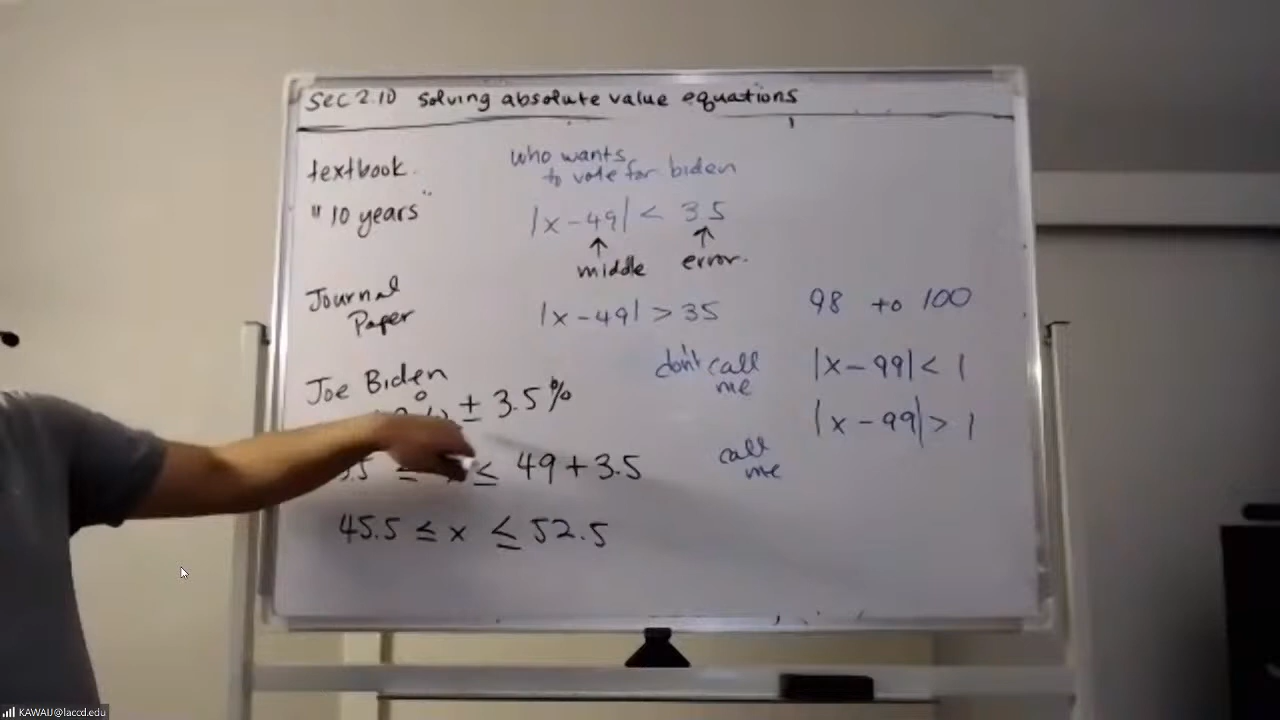 Sec 2.10 Solving absolute value equations
textbook.
"10 years"
who wants
to vote for biden
|x - 49| < 3.5
↑ ↑
middle error.
Journal
Paper
|x - 49| > 35
98 to 100
don't call
me
|x - 99| < 1
call
me
|x - 99| > 1
Joe Biden
± 3.5%
≤ ≤ 49 + 3.5
45.5 ≤ x ≤ 52.5
KAWAIJ@laccd.edu